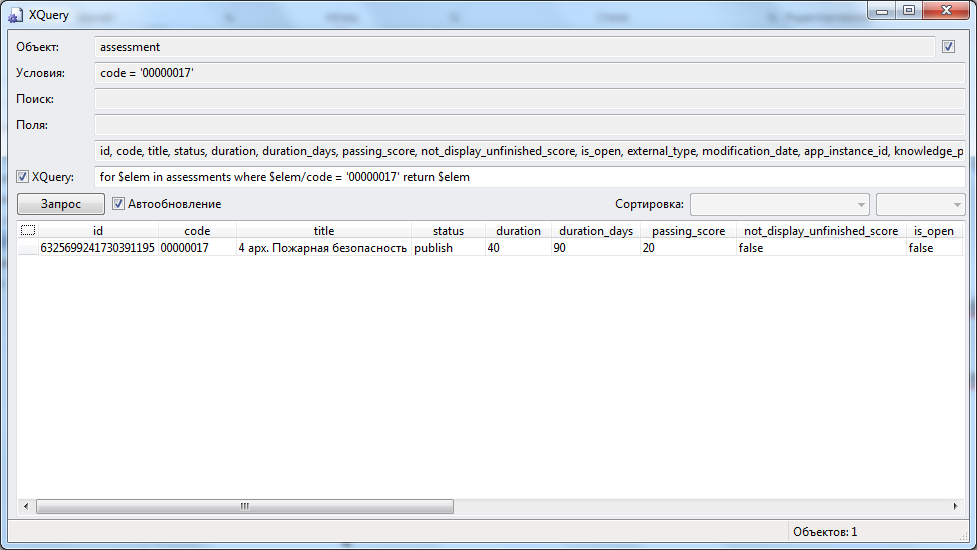 XQuery
Объект: assessment
Условия: code = '00000017'
Поиск:
Поля:
id, code, title, status, duration, duration_days, passing_score, not_display_unfinished_score, is_open, external_type, modification_date, app_instance_id, knowledge_p
XQuery: for $elem in assessments where $elem/code = '00000017' return $elem
Запрос Автообновление Сортировка:
id code title status duration duration_days passing_score not_display_unfinished_score is_open
6325699241730391195 00000017 4 арх. Пожарная безопасность publish 40 90 20 false false
Объектов: 1